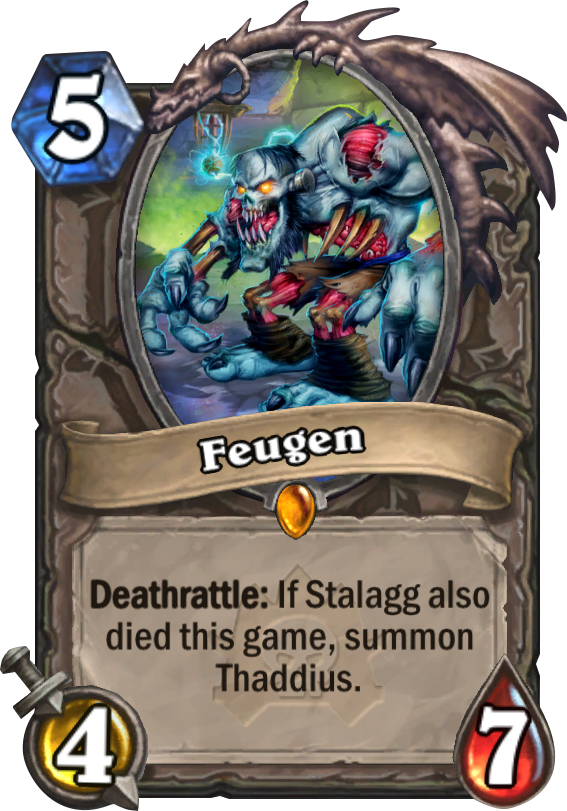 5
Feugen
Deathrattle: If Stalagg also
died this game, summon
Thaddius.
4
7